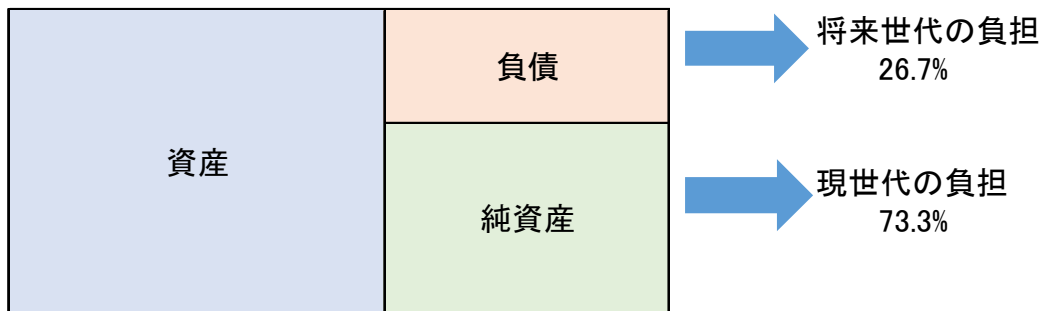 資産
負債
純資産
将来世代の負担
26.7%
現世代の負担
73.3%